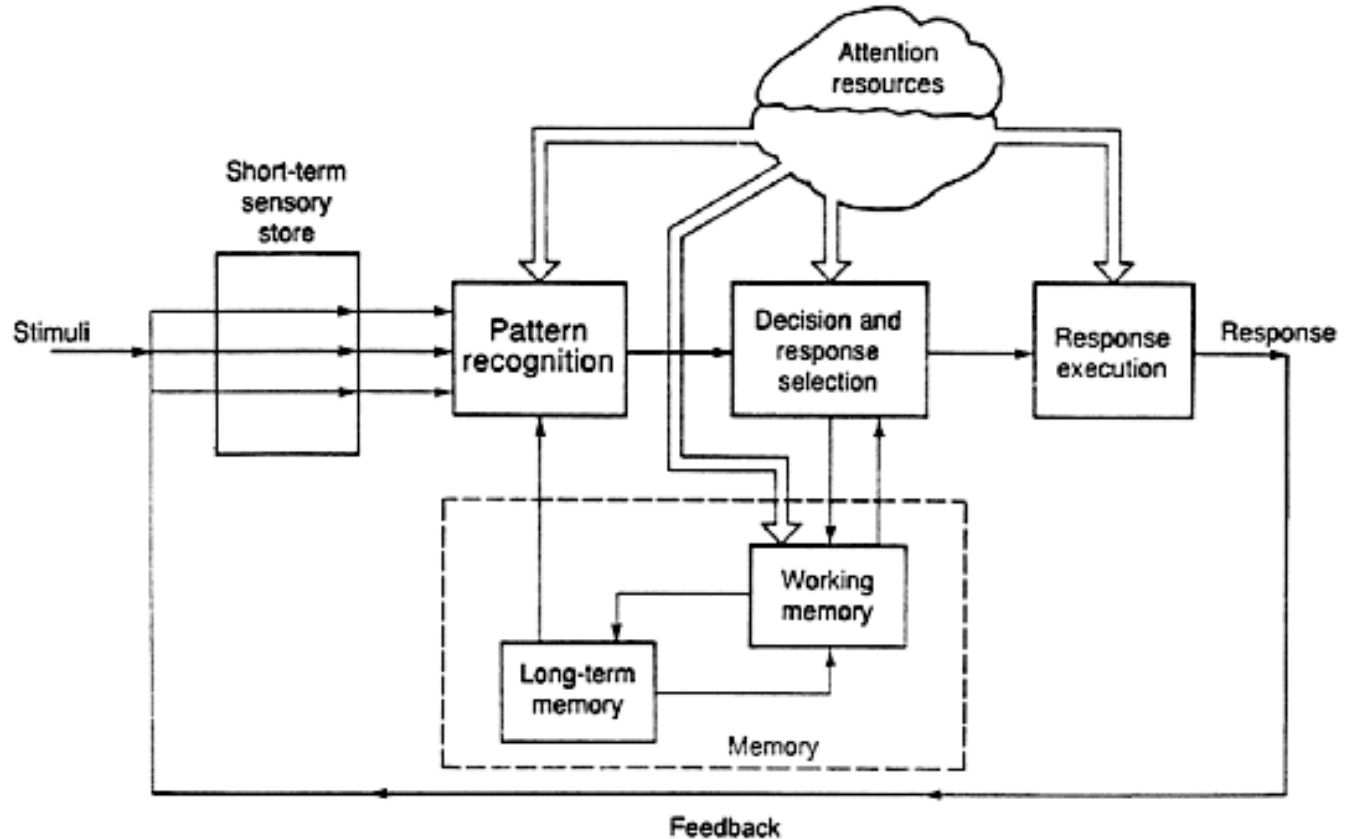 Attention
resources
Short-term
sensory
store
Stimuli
Pattern
recognition
Decision and
response
selection
Response
execution
Response
Working
memory
Long-term
memory
Memory
Feedback